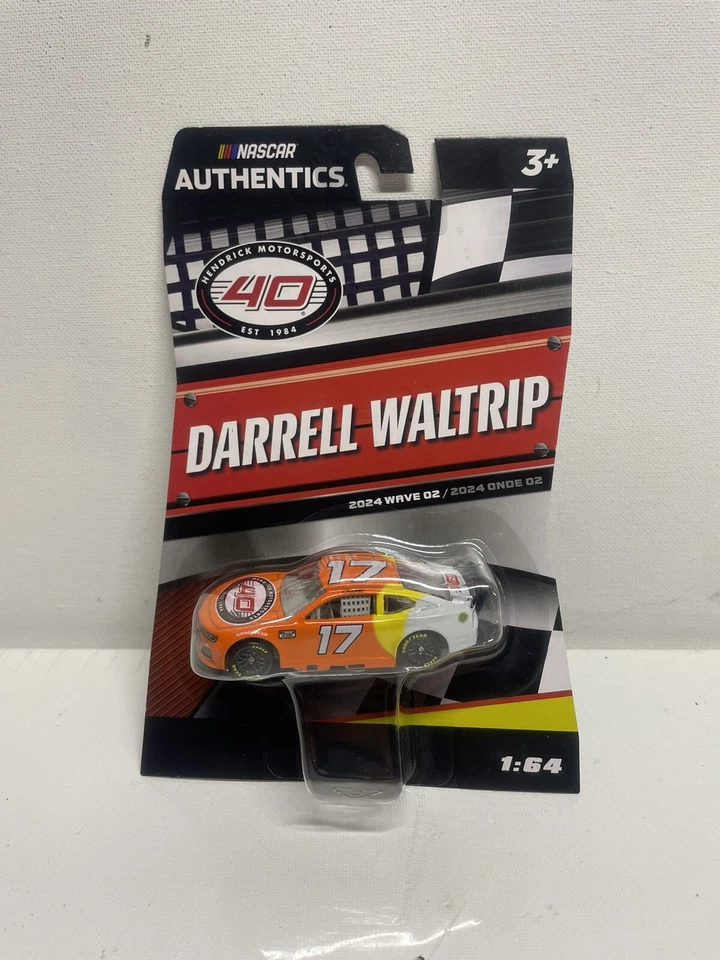 NASCAR
AUTHENTICS
3+
HENDRICK MOTORSPORTS
40
EST 1984
DARRELL WALTRIP
2024 WAVE 02 / 2024 ONDE 02
17
40
17
1:64